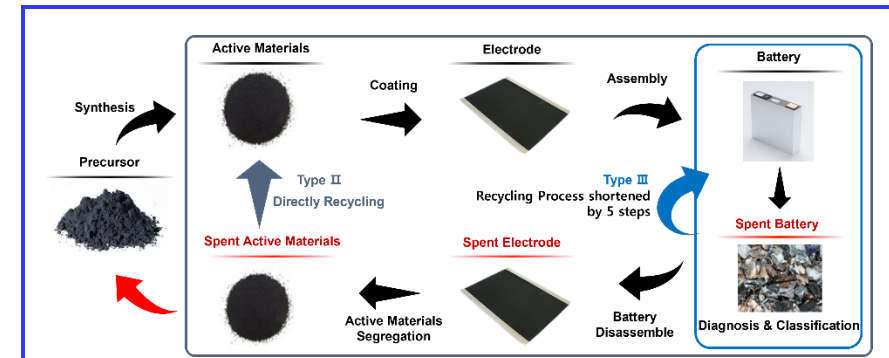 Active Materials
Electrode
Battery
Synthesis
Coating
Assembly
Precursor
Type Ⅱ
Directly Recycling
Type Ⅲ
Recycling Process shortened
by 5 steps
Spent Active Materials
Spent Electrode
Spent Battery
Active Materials
Segregation
Battery
Disassemble
Diagnosis & Classification